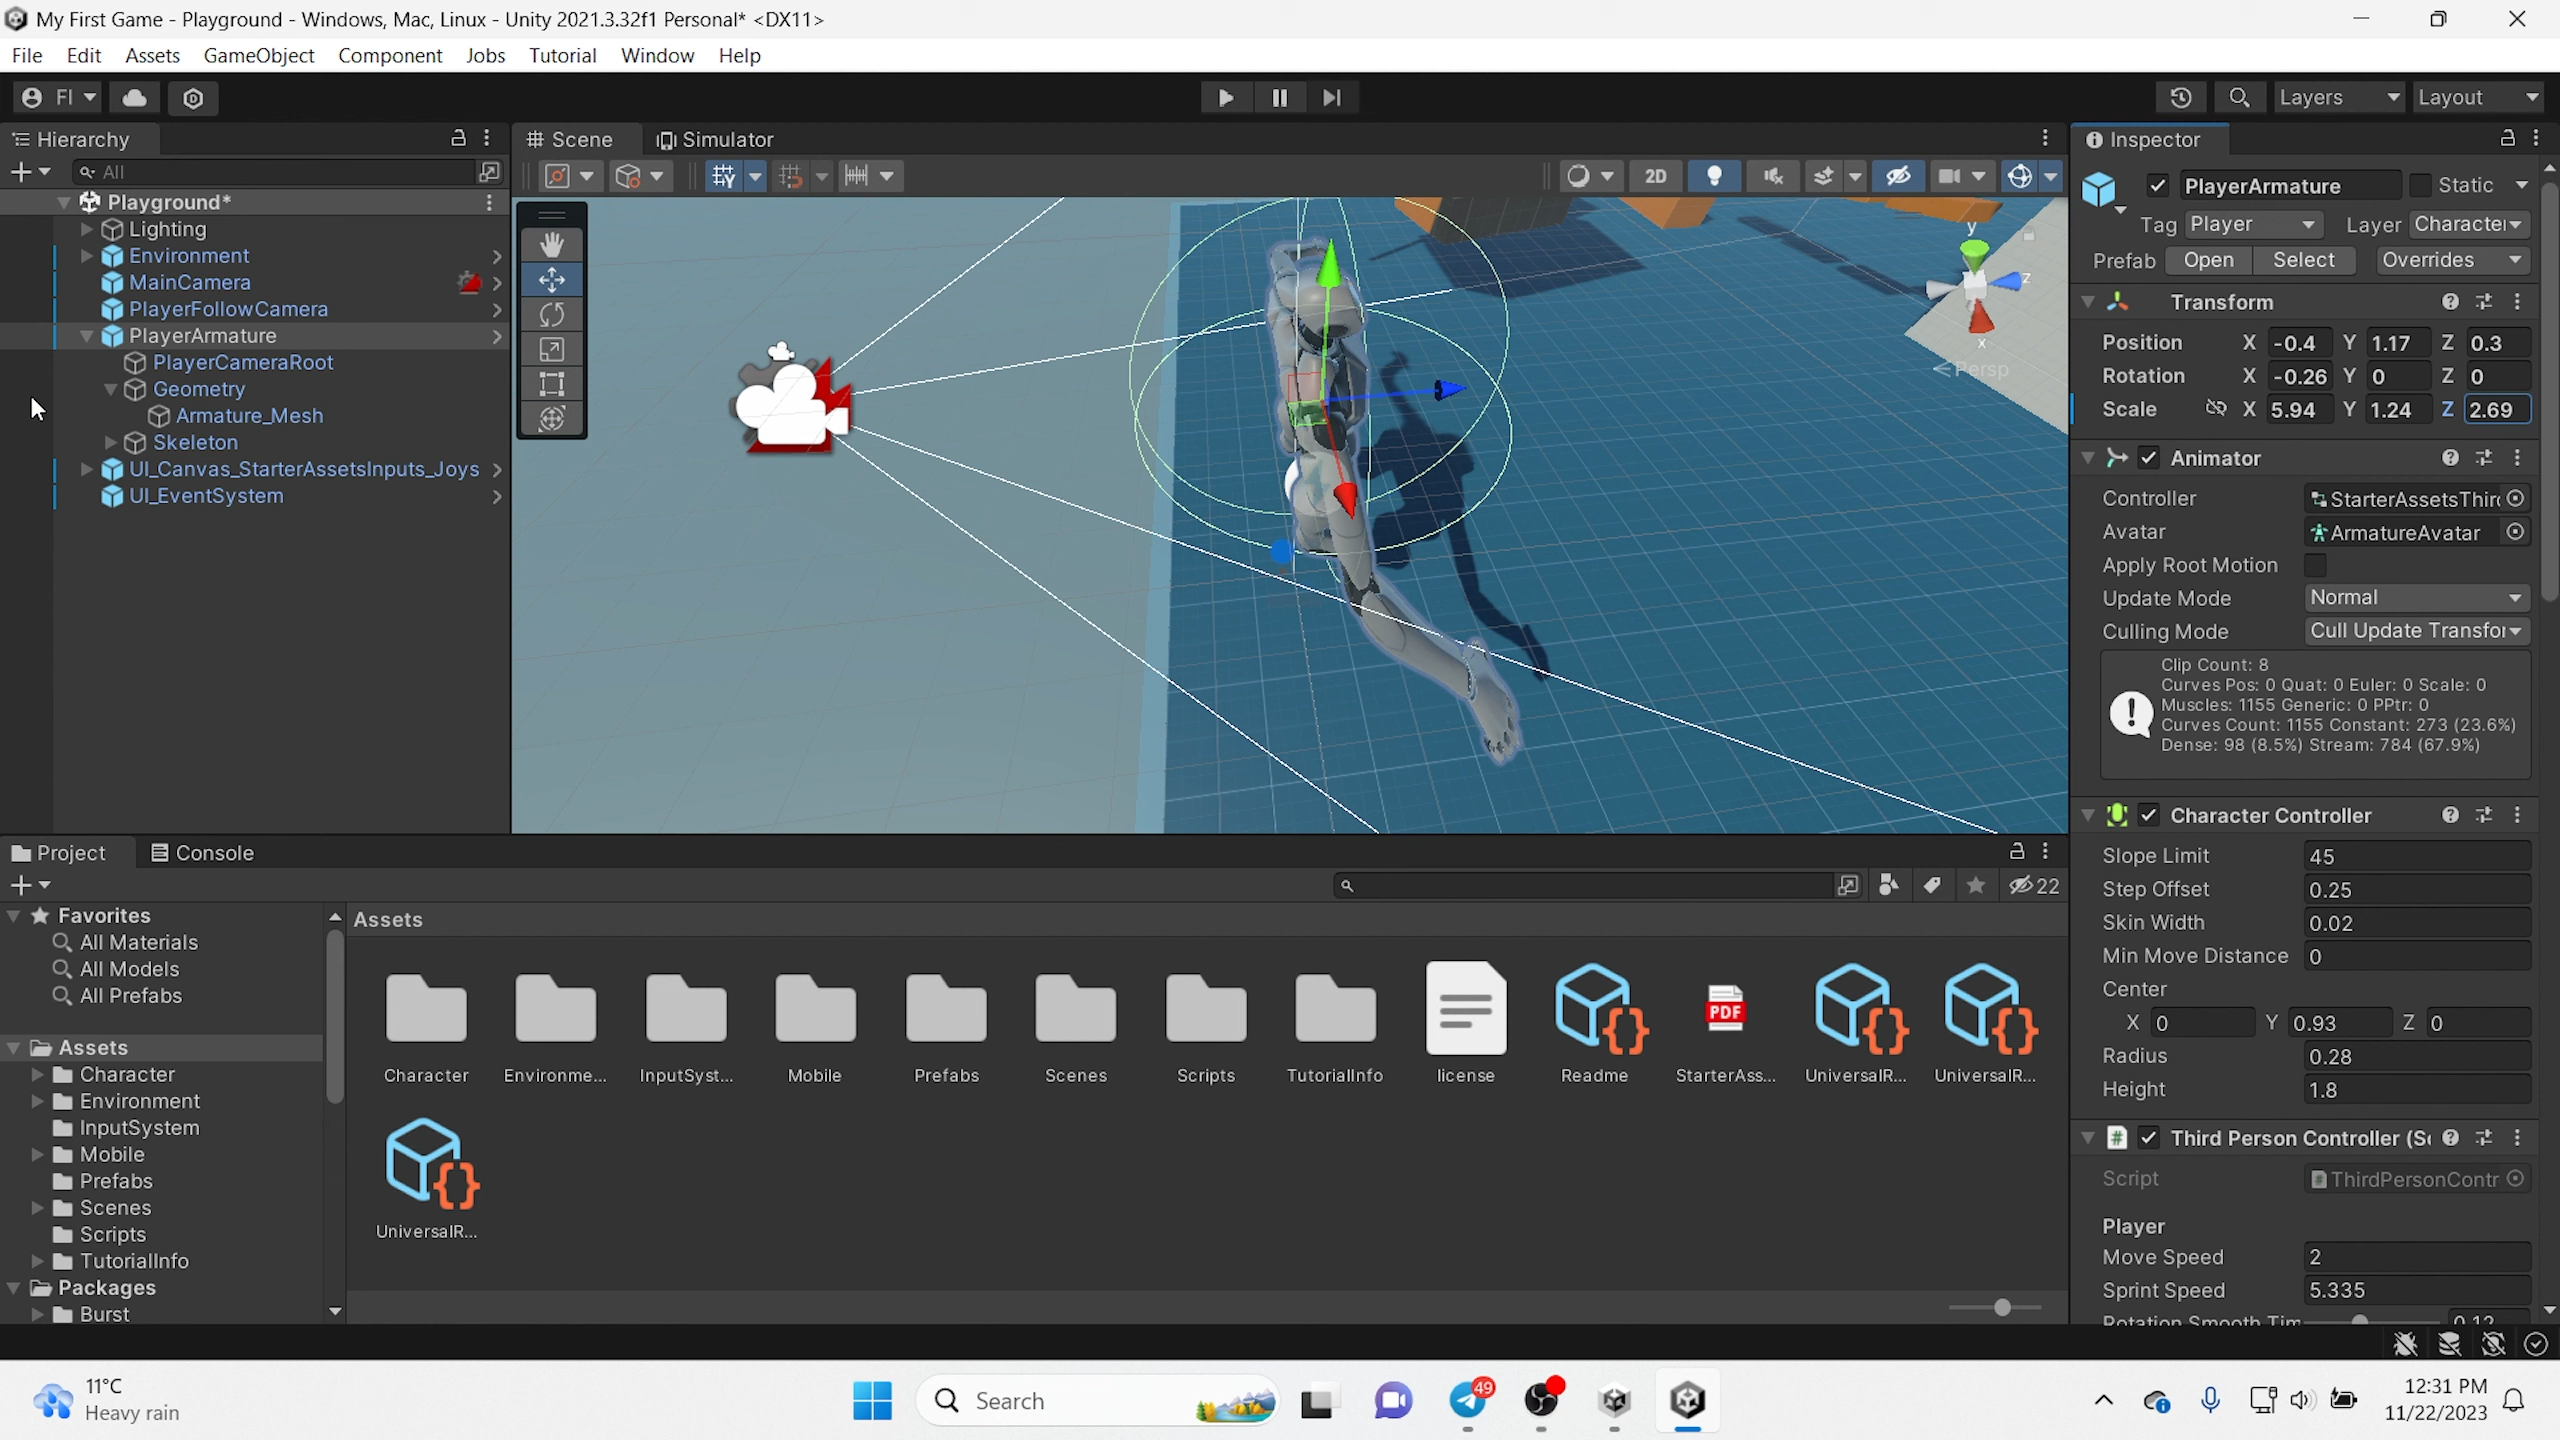 My First Game - Playground - Windows, Mac, Linux - Unity 2021.3.32f1 Personal* <DX11>
File Edit Assets GameObject Component Jobs Tutorial Window Help
FI
Layers
Layout
Hierarchy
All
Playground*
Lighting
Environment
MainCamera
PlayerFollowCamera
PlayerArmature
PlayerCameraRoot
Geometry
Armature_Mesh
Skeleton
UI_Canvas_StarterAssetsInputs_Joys
UI_EventSystem
Scene Simulator
2D
y
z
x
Persp
Inspector
PlayerArmature Static
Tag Player Layer Character
Prefab Open Select Overrides
Transform
Position X -0.4 Y 1.17 Z 0.3
Rotation X -0.26 Y 0 Z 0
Scale X 5.94 Y 1.24 Z 2.69
Animator
Controller StarterAssetsThird
Avatar ArmatureAvatar
Apply Root Motion
Update Mode Normal
Culling Mode Cull Update Transfor
Clip Count: 8
Curves Pos: 0 Quat: 0 Euler: 0 Scale: 0
Muscles: 1155 Generic: 0 PPtr: 0
Curves Count: 1155 Constant: 273 (23.6%)
Dense: 98 (8.5%) Stream: 784 (67.9%)
Character Controller
Slope Limit 45
Step Offset 0.25
Skin Width 0.02
Min Move Distance 0
Center
X 0 Y 0.93 Z 0
Radius 0.28
Height 1.8
Third Person Controller (Sc
Script ThirdPersonContr
Player
Move Speed 2
Sprint Speed 5.335
Rotation Smooth Tim 0.12
Project Console
22
Favorites
All Materials
All Models
All Prefabs
Assets
Character
Environment
InputSystem
Mobile
Prefabs
Scenes
Scripts
TutorialInfo
Packages
Burst
Assets
Character Environme... InputSyst... Mobile Prefabs Scenes Scripts TutorialInfo license Readme StarterAss... UniversalR... UniversalR...
PDF
UniversalR...
11°C
Heavy rain
Search
49
12:31 PM
11/22/2023